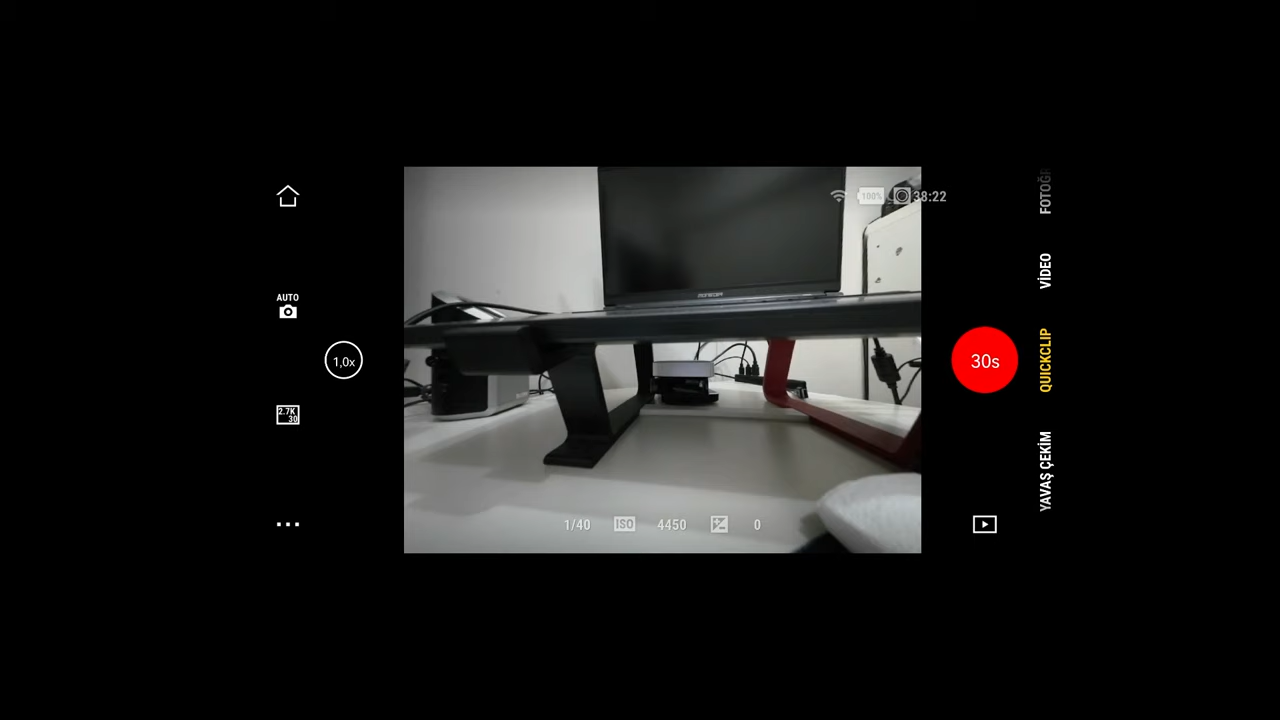 AUTO
1,0x
2.7K
30
100%
38:22
1/40
ISO
4450
0
30s
FOTOĞR
VİDEO
QUICKCLIP
YAVAŞ ÇEKİM